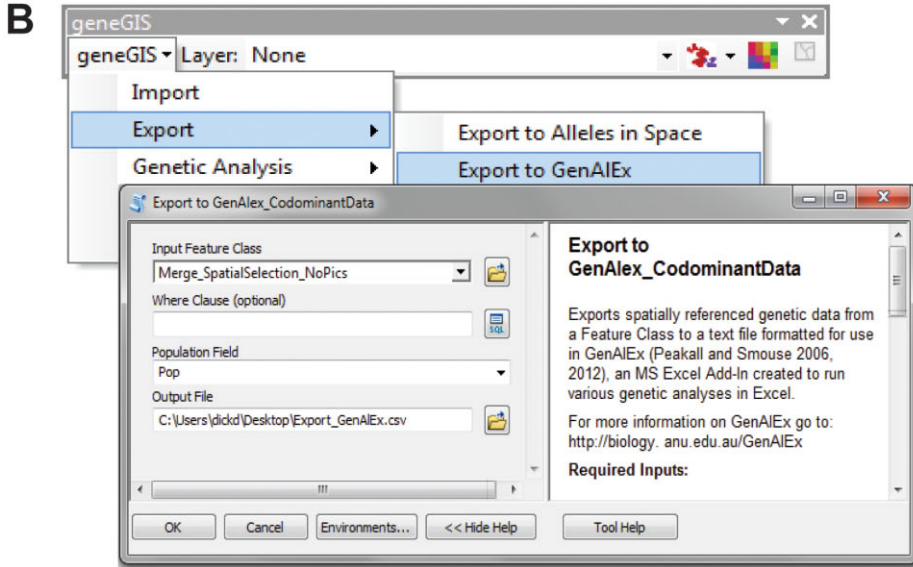 B
geneGIS
geneGIS Layer: None
Import
Export
Genetic Analysis
Export to Alleles in Space
Export to GenAlEx
Export to GenAlex_CodominantData
Input Feature Class
Merge_SpatialSelection_NoPics
Where Clause (optional)
SQL
Population Field
Pop
Output File
C:\Users\dickd\Desktop\Export_GenAlEx.csv
Export to
GenAlex_CodominantData
Exports spatially referenced genetic data from
a Feature Class to a text file formatted for use
in GenAlEx (Peakall and Smouse 2006,
2012), an MS Excel Add-In created to run
various genetic analyses in Excel.
For more information on GenAlEx go to:
http://biology. anu.edu.au/GenAlEx
Required Inputs:
OK
Cancel
Environments...
<< Hide Help
Tool Help